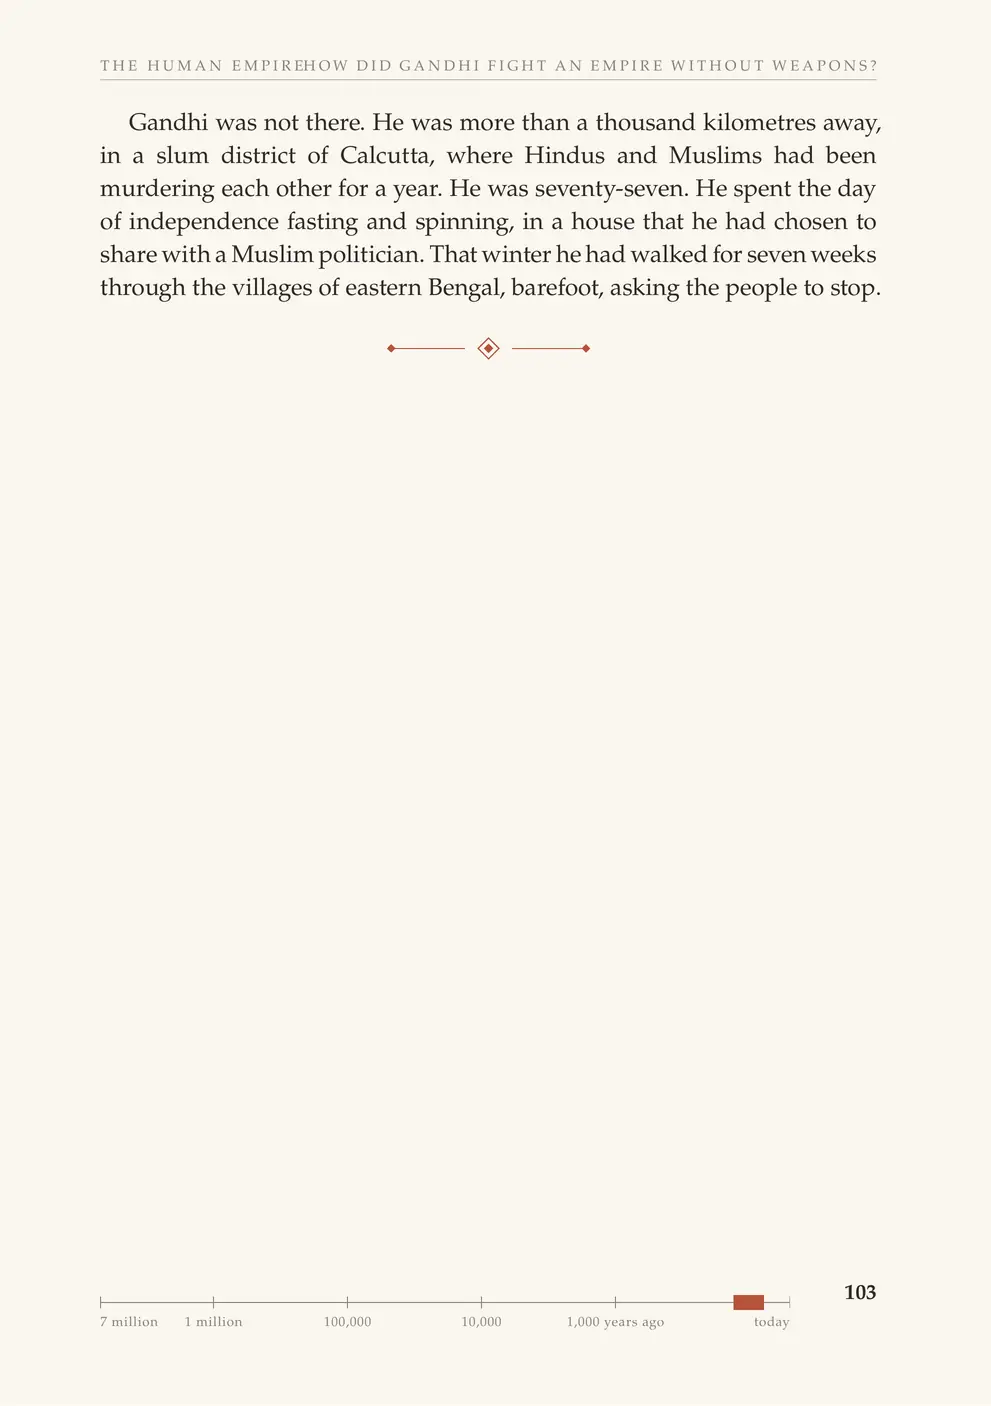 THE HUMAN EMPIRE HOW DID GANDHI FIGHT AN EMPIRE WITHOUT WEAPONS?
Gandhi was not there. He was more than a thousand kilometres away,
in a slum district of Calcutta, where Hindus and Muslims had been
murdering each other for a year. He was seventy-seven. He spent the day
of independence fasting and spinning, in a house that he had chosen to
share with a Muslim politician. That winter he had walked for seven weeks
through the villages of eastern Bengal, barefoot, asking the people to stop.
103
7 million 1 million 100,000 10,000 1,000 years ago today